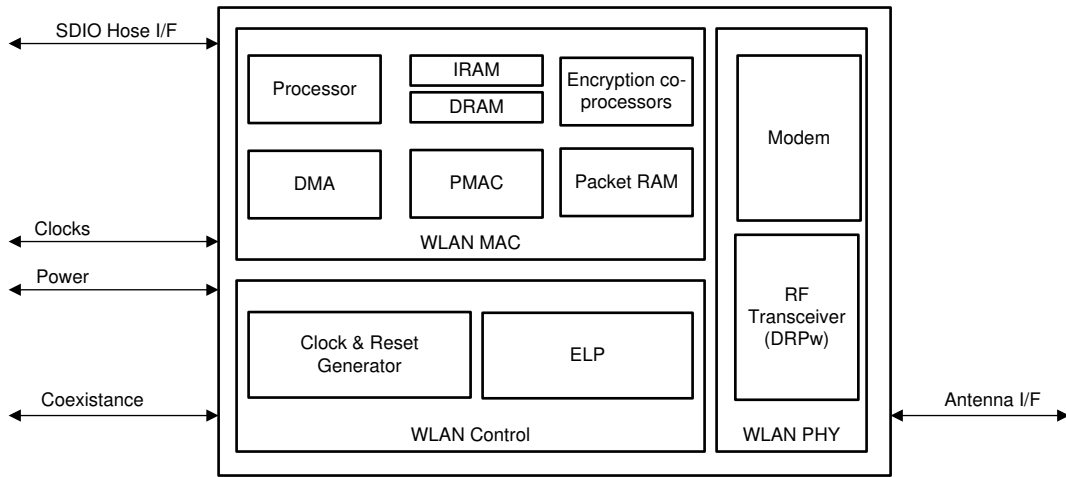 SDIO Hose I/F
Clocks
Power
Coexistance
Processor
IRAM
DRAM
Encryption co-
processors
DMA
PMAC
Packet RAM
WLAN MAC
Clock & Reset
Generator
ELP
WLAN Control
Modem
RF
Transceiver
(DRPw)
WLAN PHY
Antenna I/F